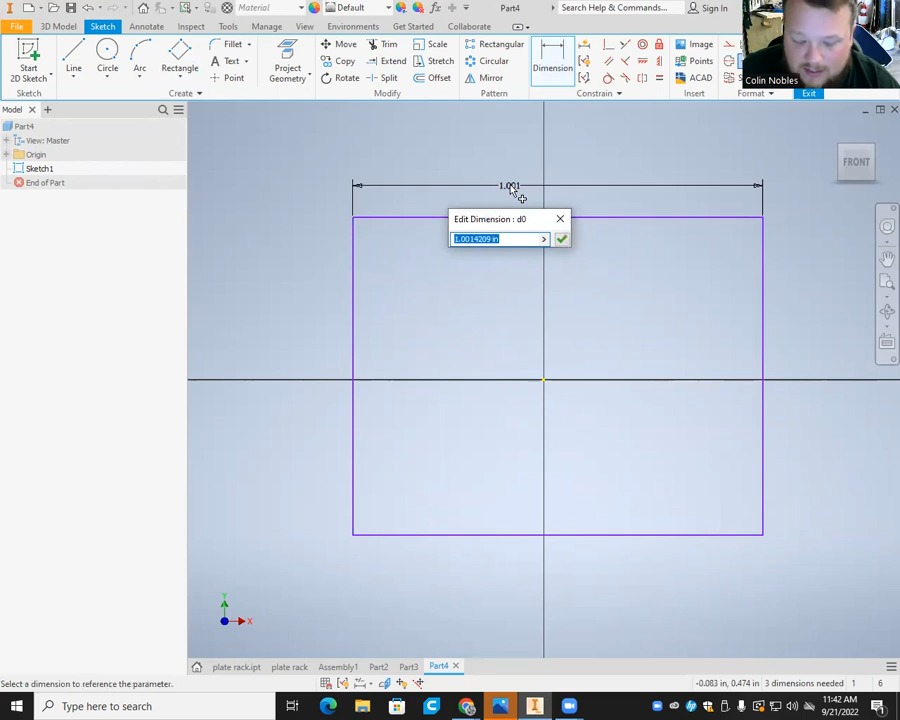 Material
Default
Part4
Search Help & Commands...
Sign In
File
3D Model
Sketch
Annotate
Inspect
Tools
Manage
View
Environments
Get Started
Collaborate
Start
2D Sketch
Line
Circle
Arc
Rectangle
Fillet
Text
Point
Project
Geometry
Move
Copy
Rotate
Trim
Extend
Split
Scale
Stretch
Offset
Rectangular
Circular
Mirror
Dimension
Image
Points
ACAD
Exit
Sketch
Create
Modify
Pattern
Constrain
Insert
Format
Colin Nobles
Model
Part4
View: Master
Origin
Sketch1
End of Part
1.001
Edit Dimension : d0
1.0014209 in
FRONT
Y
X
plate rack.ipt
plate rack
Assembly1
Part2
Part3
Part4
Select a dimension to reference the parameter.
-0.083 in, 0.474 in
3 dimensions needed
1
6
Type here to search
11:42 AM
9/21/2022